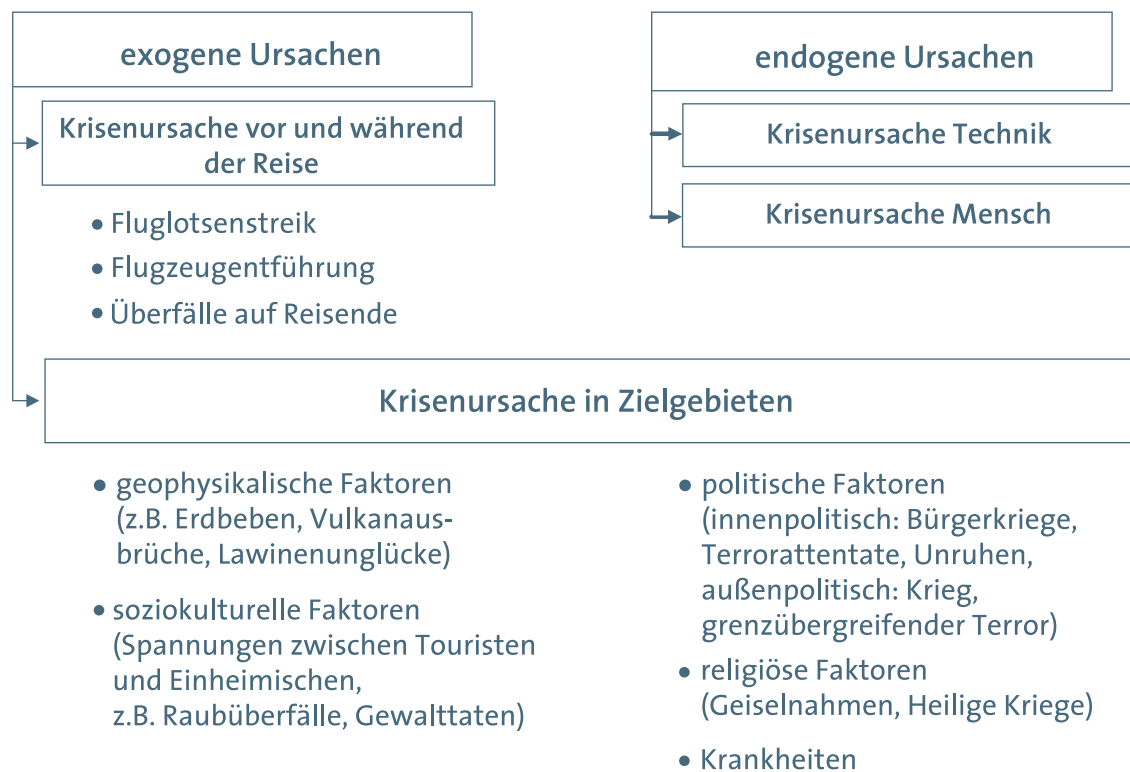 exogene Ursachen
Krisenursache vor und während
der Reise
• Fluglotsenstreik
• Flugzeugentführung
• Überfälle auf Reisende
endogene Ursachen
Krisenursache Technik
Krisenursache Mensch
Krisenursache in Zielgebieten
• geophysikalische Faktoren
(z.B. Erdbeben, Vulkanaus-
brüche, Lawinenunglücke)
• soziokulturelle Faktoren
(Spannungen zwischen Touristen
und Einheimischen,
z.B. Raubüberfälle, Gewalttaten)
• politische Faktoren
(innenpolitisch: Bürgerkriege,
Terrorattentate, Unruhen,
außenpolitisch: Krieg,
grenzübergreifender Terror)
• religiöse Faktoren
(Geiselnahmen, Heilige Kriege)
• Krankheiten